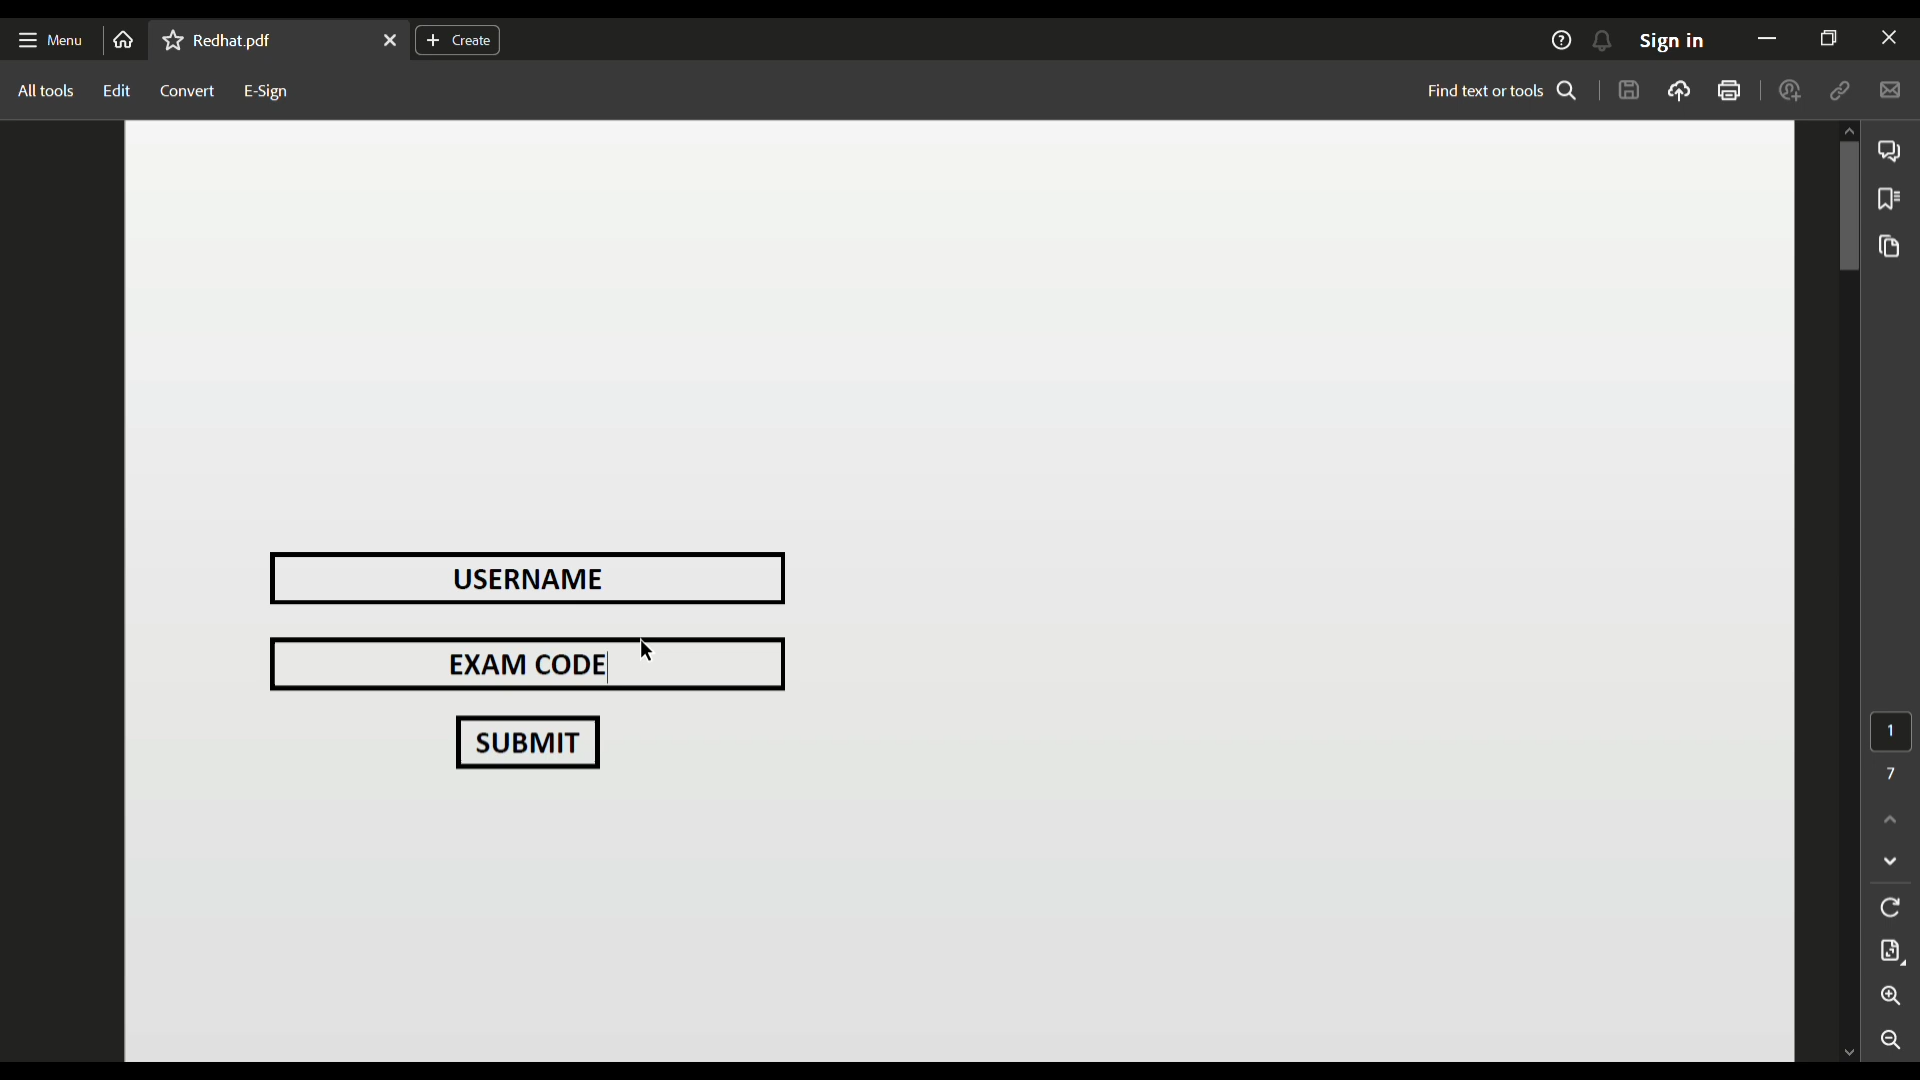 Menu
Redhat.pdf
Create
Sign in
All tools
Edit
Convert
E-Sign
Find text or tools
USERNAME
EXAM CODE
SUBMIT
1
7